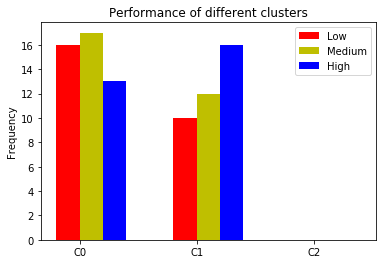 Performance of different clusters
Low
Medium
High
Frequency
16
14
12
10
8
6
4
2
0
C0
C1
C2